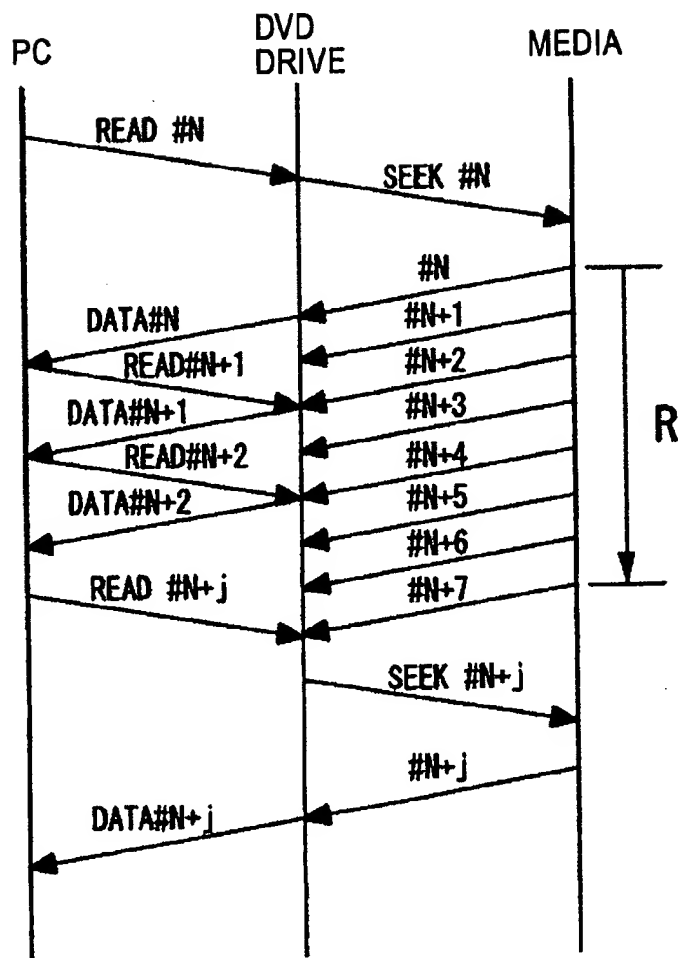 PC
DVD
DRIVE
MEDIA
READ #N
SEEK #N
#N
DATA#N
#N+1
READ#N+1
#N+2
DATA#N+1
#N+3
R
READ#N+2
#N+4
DATA#N+2
#N+5
#N+6
READ #N+j
#N+7
SEEK #N+j
#N+j
DATA#N+j